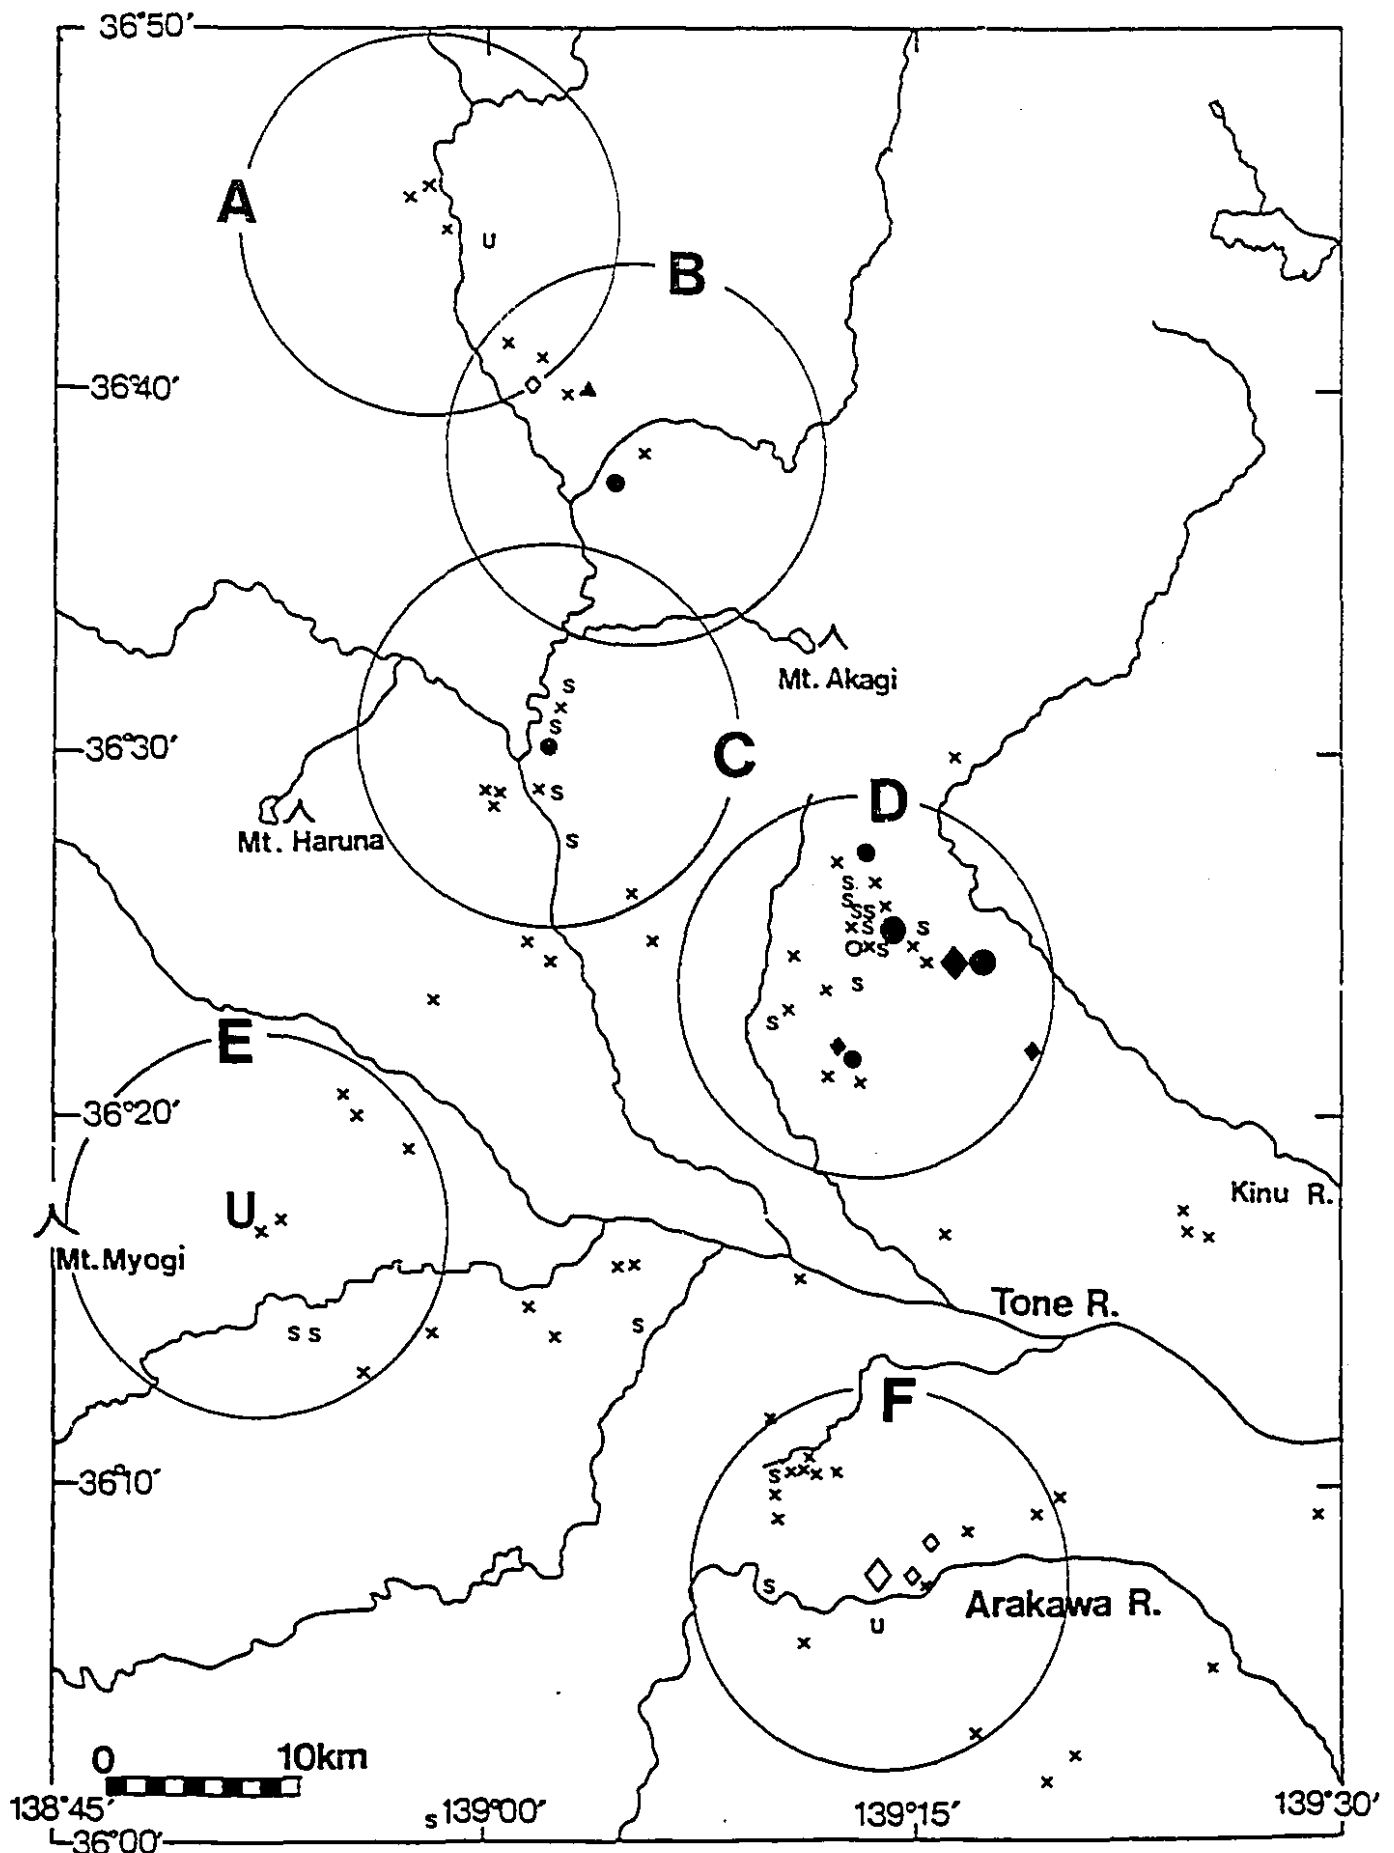 36°50'
A
U
B
36°40'
Mt. Akagi
S
S
36°30'
C
S
D
Mt. Haruna
S
S
S
S S
S
S
S
S
S
E
36°20'
U
Kinu R.
Mt. Myogi
Tone R.
S S
S
F
36°10'
S
S
Arakawa R.
U
0 10km
138°45'
S
139°00'
139°15'
139°30'
36°00'